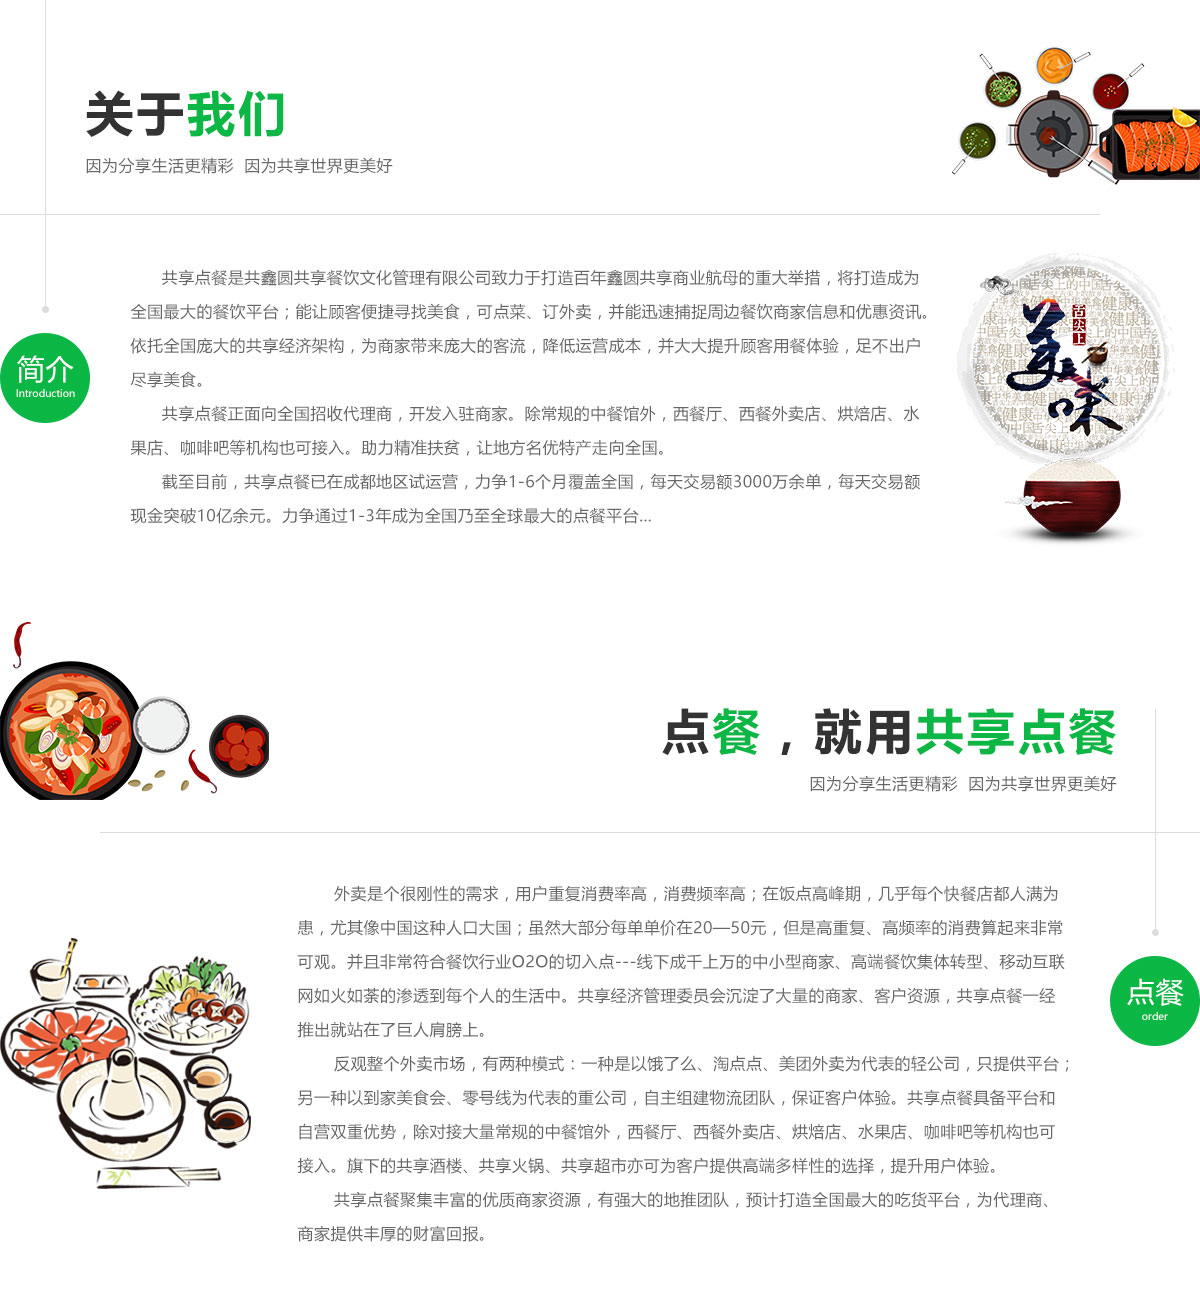 关于我们
因为分享生活更精彩 因为共享世界更美好
共享点餐是共鑫圆共享餐饮文化管理有限公司致力于打造百年鑫圆共享商业航母的重大举措，将打造成为
全国最大的餐饮平台；能让顾客便捷寻找美食，可点菜、订外卖，并能迅速捕捉周边餐饮商家信息和优惠资讯。
依托全国庞大的共享经济架构，为商家带来庞大的客流，降低运营成本，并大大提升顾客用餐体验，足不出户
尽享美食。
共享点餐正面向全国招收代理商，开发入驻商家。除常规的中餐馆外，西餐厅、西餐外卖店、烘焙店、水
果店、咖啡吧等机构也可接入。助力精准扶贫，让地方名优特产走向全国。
截至目前，共享点餐已在成都地区试运营，力争1-6个月覆盖全国，每天交易额3000万余单，每天交易额
现金突破10亿余元。力争通过1-3年成为全国乃至全球最大的点餐平台...
简介
Introduction
舌尖上
美味
点餐，就用共享点餐
因为分享生活更精彩 因为共享世界更美好
外卖是个很刚性的需求，用户重复消费率高，消费频率高；在饭点高峰期，几乎每个快餐店都人满为
患，尤其像中国这种人口大国；虽然大部分每单单价在20—50元，但是高重复、高频率的消费算起来非常
可观。并且非常符合餐饮行业O2O的切入点---线下成千上万的中小型商家、高端餐饮集体转型、移动互联
网如火如荼的渗透到每个人的生活中。共享经济管理委员会沉淀了大量的商家、客户资源，共享点餐一经
推出就站在了巨人肩膀上。
反观整个外卖市场，有两种模式：一种是以饿了么、淘点点、美团外卖为代表的轻公司，只提供平台；
另一种以到家美食会、零号线为代表的重公司，自主组建物流团队，保证客户体验。共享点餐具备平台和
自营双重优势，除对接大量常规的中餐馆外，西餐厅、西餐外卖店、烘焙店、水果店、咖啡吧等机构也可
接入。旗下的共享酒楼、共享火锅、共享超市亦可为客户提供高端多样性的选择，提升用户体验。
共享点餐聚集丰富的优质商家资源，有强大的地推团队，预计打造全国最大的吃货平台，为代理商、
商家提供丰厚的财富回报。
点餐
order